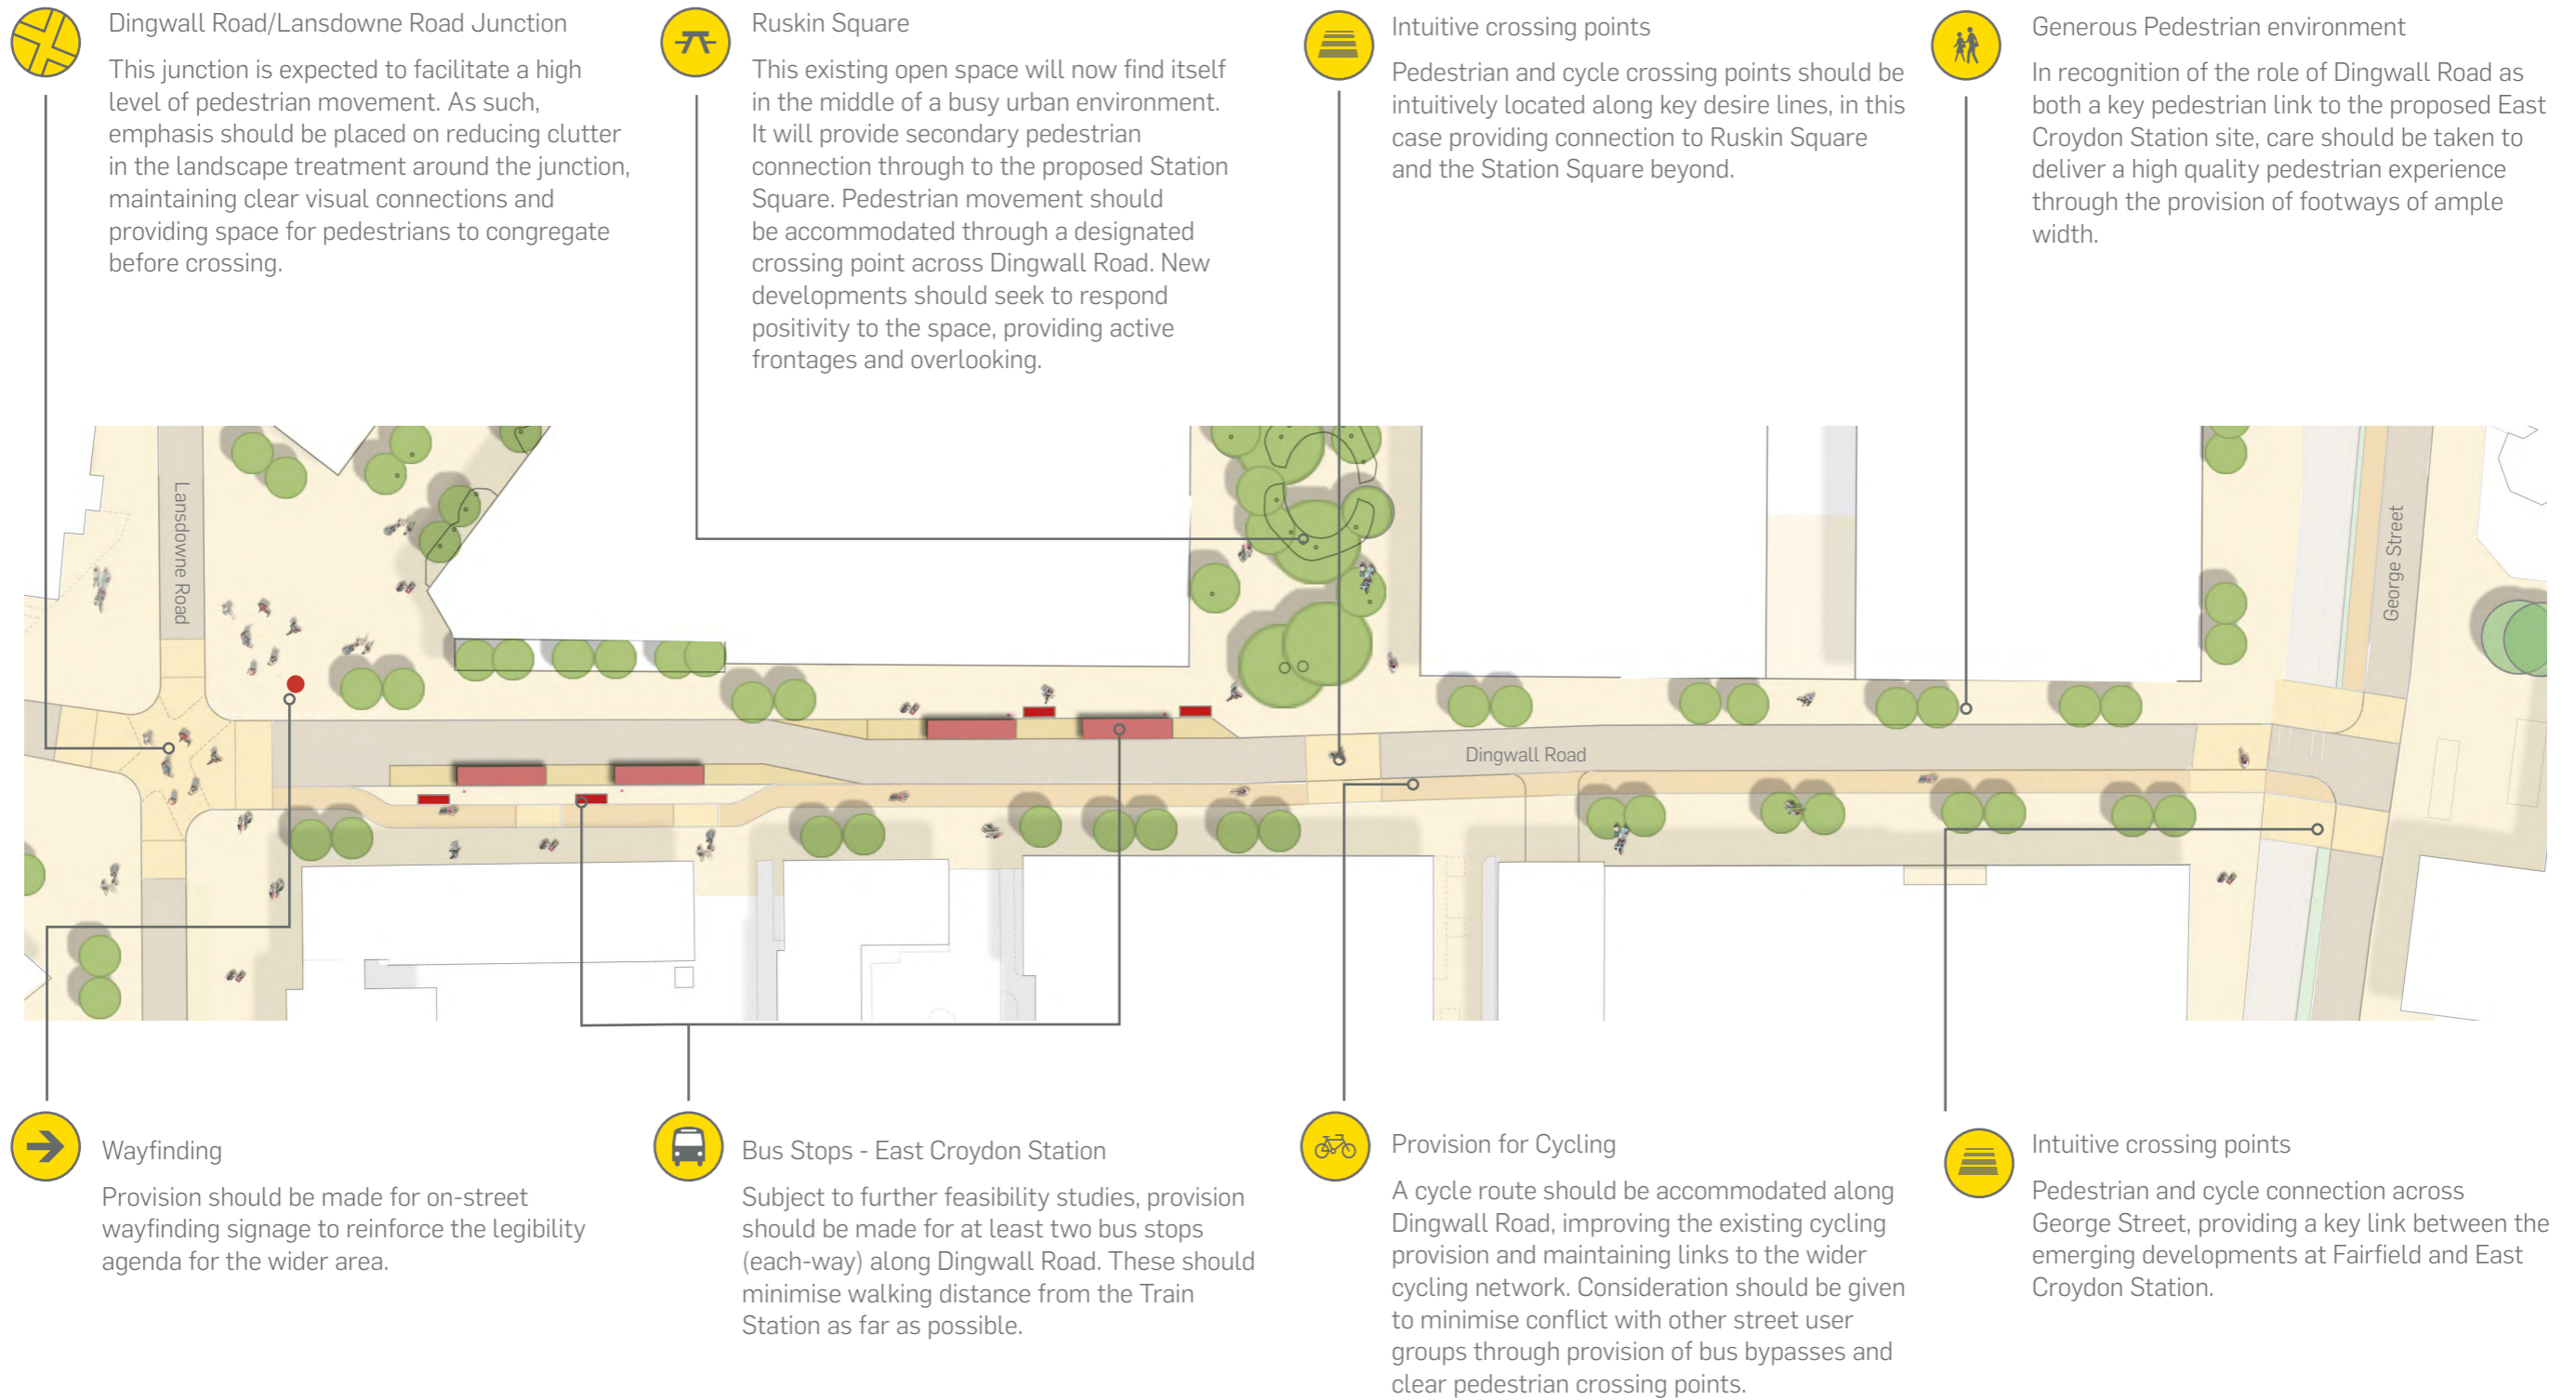 Dingwall Road/Lansdowne Road Junction
This junction is expected to facilitate a high
level of pedestrian movement. As such,
emphasis should be placed on reducing clutter
in the landscape treatment around the junction,
maintaining clear visual connections and
providing space for pedestrians to congregate
before crossing.
Ruskin Square
This existing open space will now find itself
in the middle of a busy urban environment.
It will provide secondary pedestrian
connection through to the proposed Station
Square. Pedestrian movement should
be accommodated through a designated
crossing point across Dingwall Road. New
developments should seek to respond
positivity to the space, providing active
frontages and overlooking.
Intuitive crossing points
Pedestrian and cycle crossing points should be
intuitively located along key desire lines, in this
case providing connection to Ruskin Square
and the Station Square beyond.
Generous Pedestrian environment
In recognition of the role of Dingwall Road as
both a key pedestrian link to the proposed East
Croydon Station site, care should be taken to
deliver a high quality pedestrian experience
through the provision of footways of ample
width.
Lansdowne Road
George Street
Dingwall Road
Wayfinding
Provision should be made for on-street
wayfinding signage to reinforce the legibility
agenda for the wider area.
Bus Stops - East Croydon Station
Subject to further feasibility studies, provision
should be made for at least two bus stops
(each-way) along Dingwall Road. These should
minimise walking distance from the Train
Station as far as possible.
Provision for Cycling
A cycle route should be accommodated along
Dingwall Road, improving the existing cycling
provision and maintaining links to the wider
cycling network. Consideration should be given
to minimise conflict with other street user
groups through provision of bus bypasses and
clear pedestrian crossing points.
Intuitive crossing points
Pedestrian and cycle connection across
George Street, providing a key link between the
emerging developments at Fairfield and East
Croydon Station.